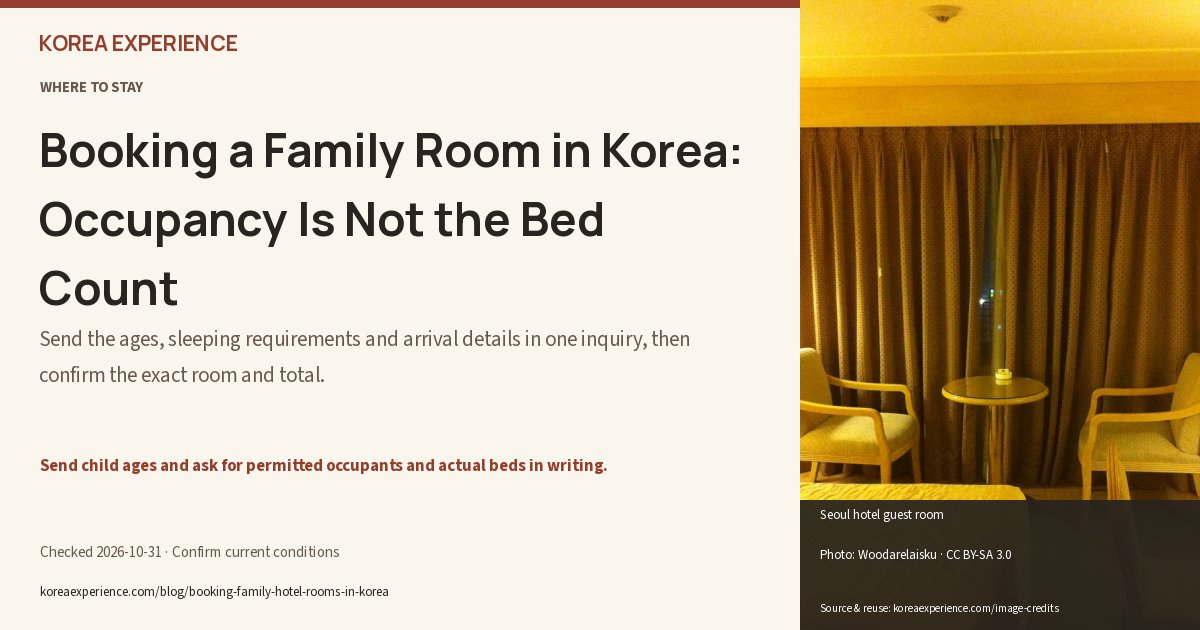 KOREA EXPERIENCE
WHERE TO STAY
Booking a Family Room in Korea:
Occupancy Is Not the Bed
Count
Send the ages, sleeping requirements and arrival details in one inquiry, then
confirm the exact room and total.
Send child ages and ask for permitted occupants and actual beds in writing.
Checked 2026-10-31 · Confirm current conditions
koreaexperience.com/blog/booking-family-hotel-rooms-in-korea
Seoul hotel guest room
Photo: Woodarelaisku · CC BY-SA 3.0
Source & reuse: koreaexperience.com/image-credits